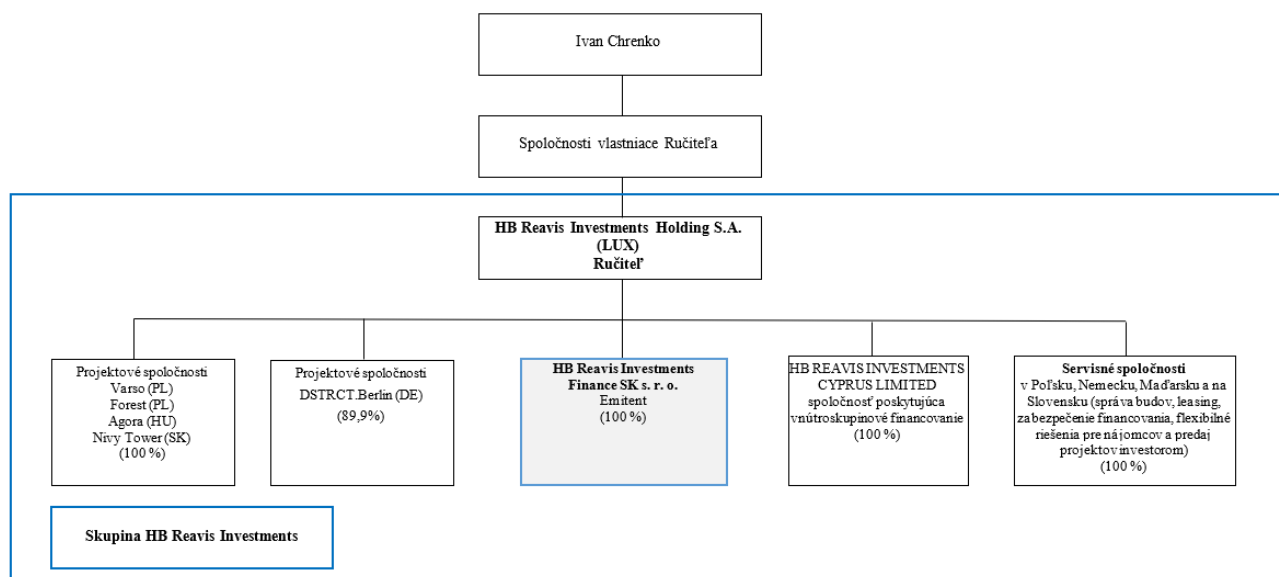 Ivan Chrenko
Spoločnosti vlastniace Ručiteľa
HB Reavis Investments Holding S.A.
(LUX)
Ručiteľ
Projektové spoločnosti
Varso (PL)
Forest (PL)
Agora (HU)
Nivy Tower (SK)
(100 %)
Projektové spoločnosti
DSTRCT.Berlin (DE)
(89,9%)
HB Reavis Investments
Finance SK s. r. o.
Emitent
(100 %)
HB REAVIS INVESTMENTS
CYPRUS LIMITED
spoločnosť poskytujúca
vnútroskupinové financovanie
(100 %)
Servisné spoločnosti
v Poľsku, Nemecku, Maďarsku a na
Slovensku (správa budov, leasing,
zabezpečenie financovania, flexibilné
riešenia pre nájomcov a predaj
projektov investorom)
(100 %)
Skupina HB Reavis Investments